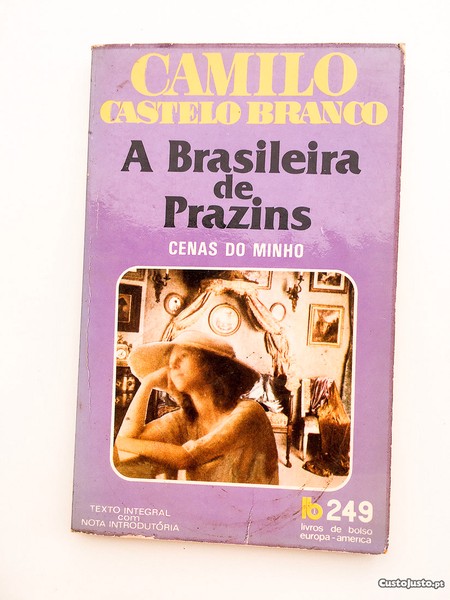 CAMILO
CASTELO BRANCO
A Brasileira
de
Prazins
CENAS DO MINHO
TEXTO INTEGRAL
com
NOTA INTRODUTÓRIA
lb 249
livros de bolso
europa-america
CustoJusto.pt